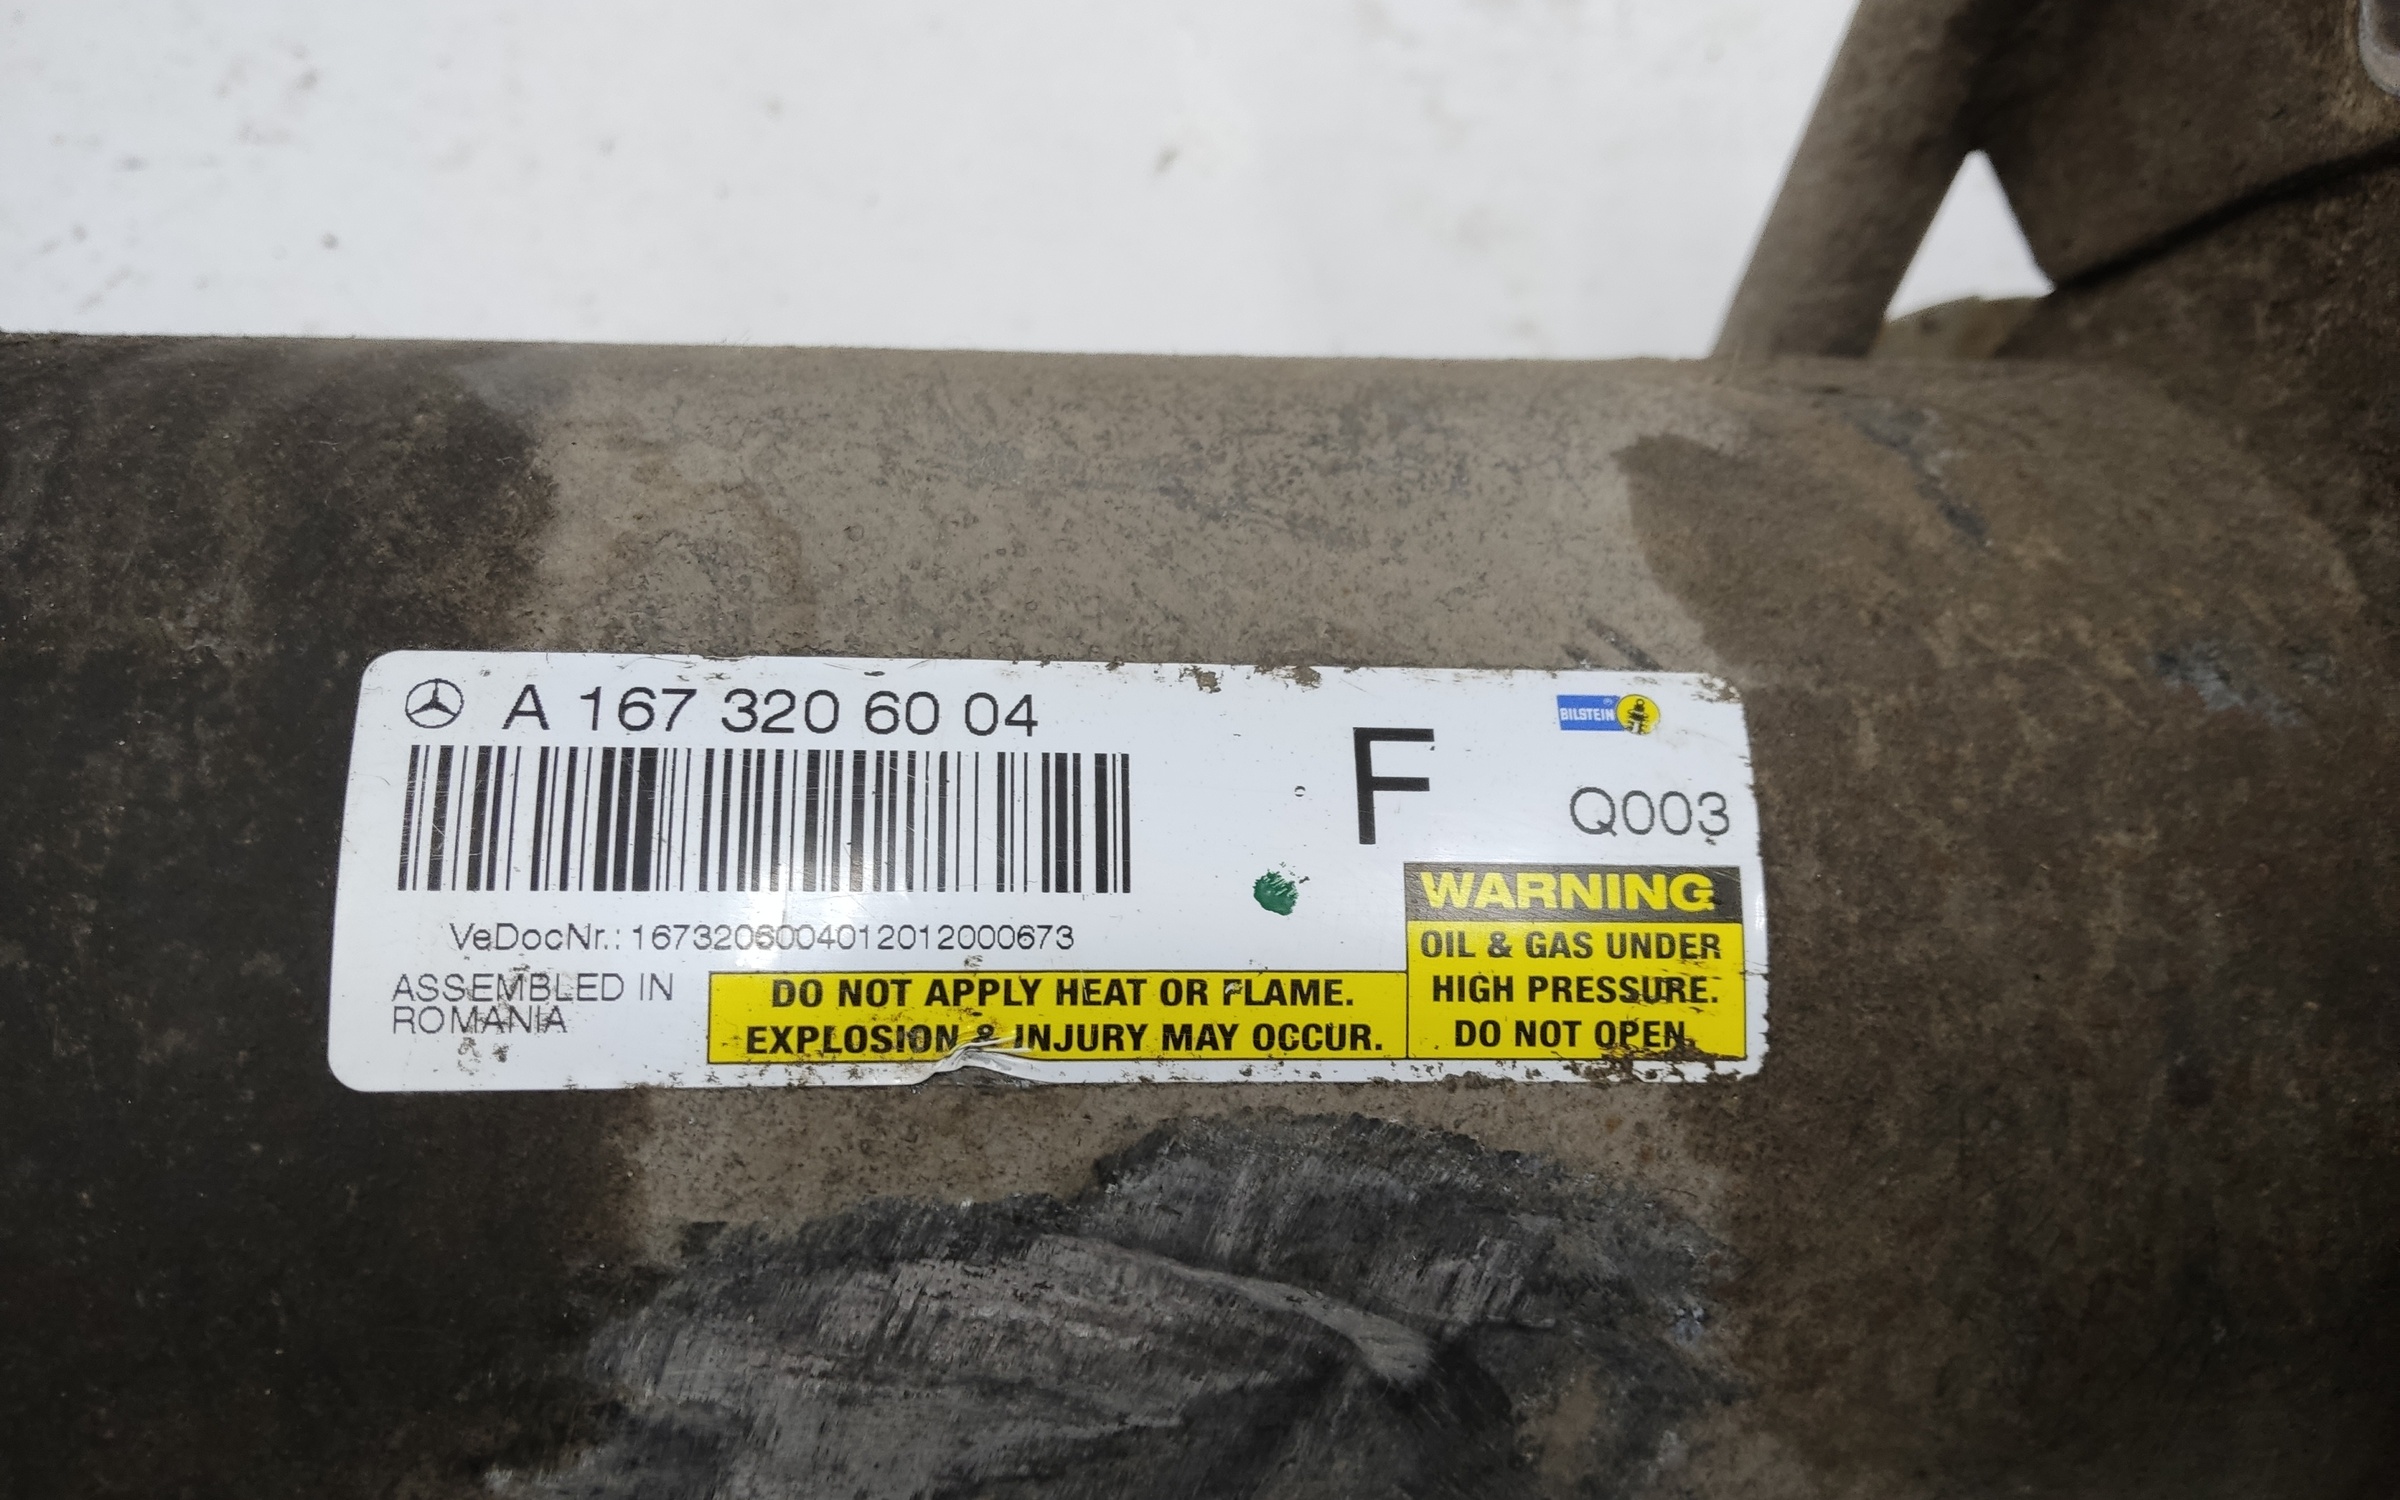 A 167 320 60 04
BILSTEIN®
F
Q003
VeDocNr.: 1673206004012012000673
ASSEMBLED IN
ROMANIA
DO NOT APPLY HEAT OR FLAME.
EXPLOSION & INJURY MAY OCCUR.
WARNING
OIL & GAS UNDER
HIGH PRESSURE.
DO NOT OPEN.